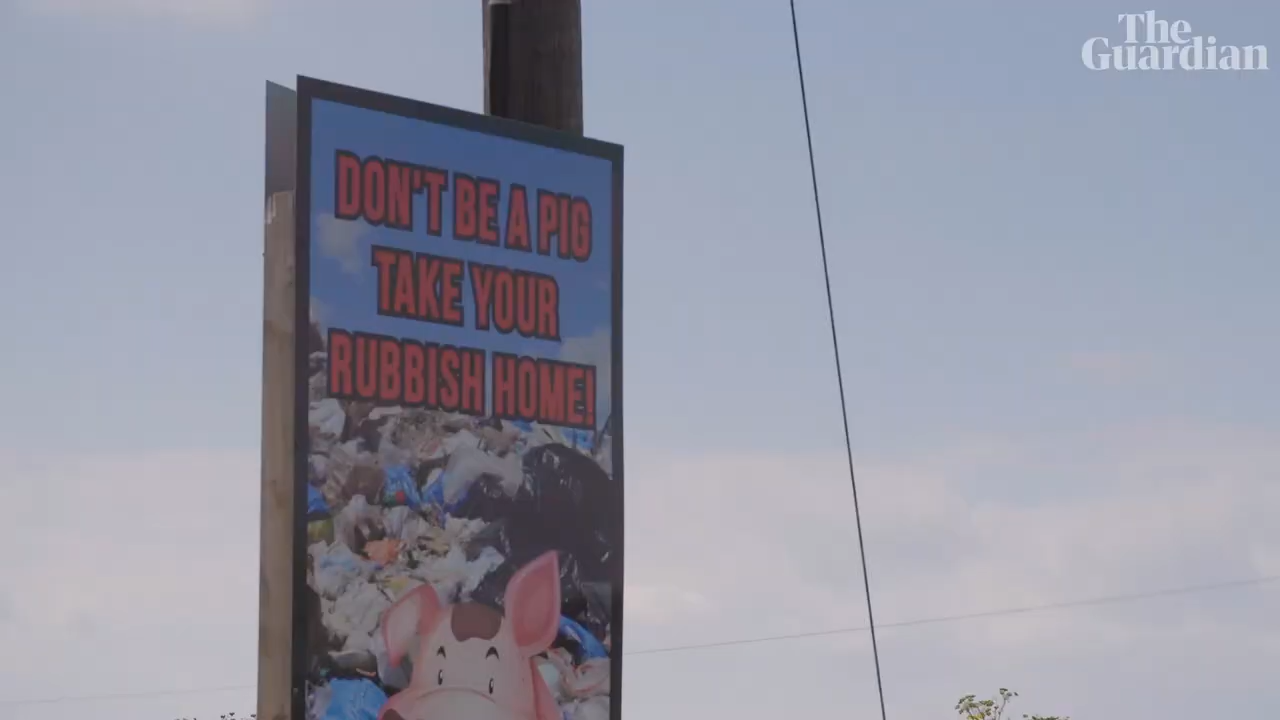 The
Guardian
DON'T BE A PIG
TAKE YOUR
RUBBISH HOME!